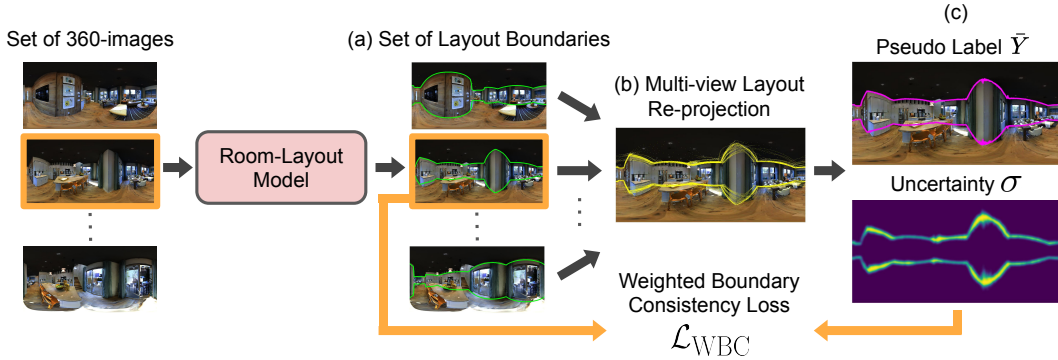 Set of 360-images
(a) Set of Layout Boundaries
(c)
Pseudo Label Ȳ
Room-Layout
Model
(b) Multi-view Layout
Re-projection
Uncertainty σ
Weighted Boundary
Consistency Loss
ℒ_WBC